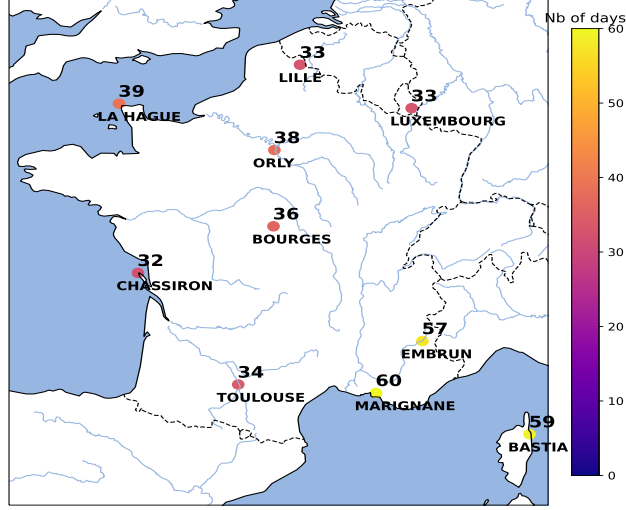 Nb of days
60
50
40
30
20
10
0
33
LILLE
39
LA HAGUE
33
LUXEMBOURG
38
ORLY
36
BOURGES
32
CHASSIRON
57
EMBRUN
34
TOULOUSE
60
MARIGNANE
59
BASTIA